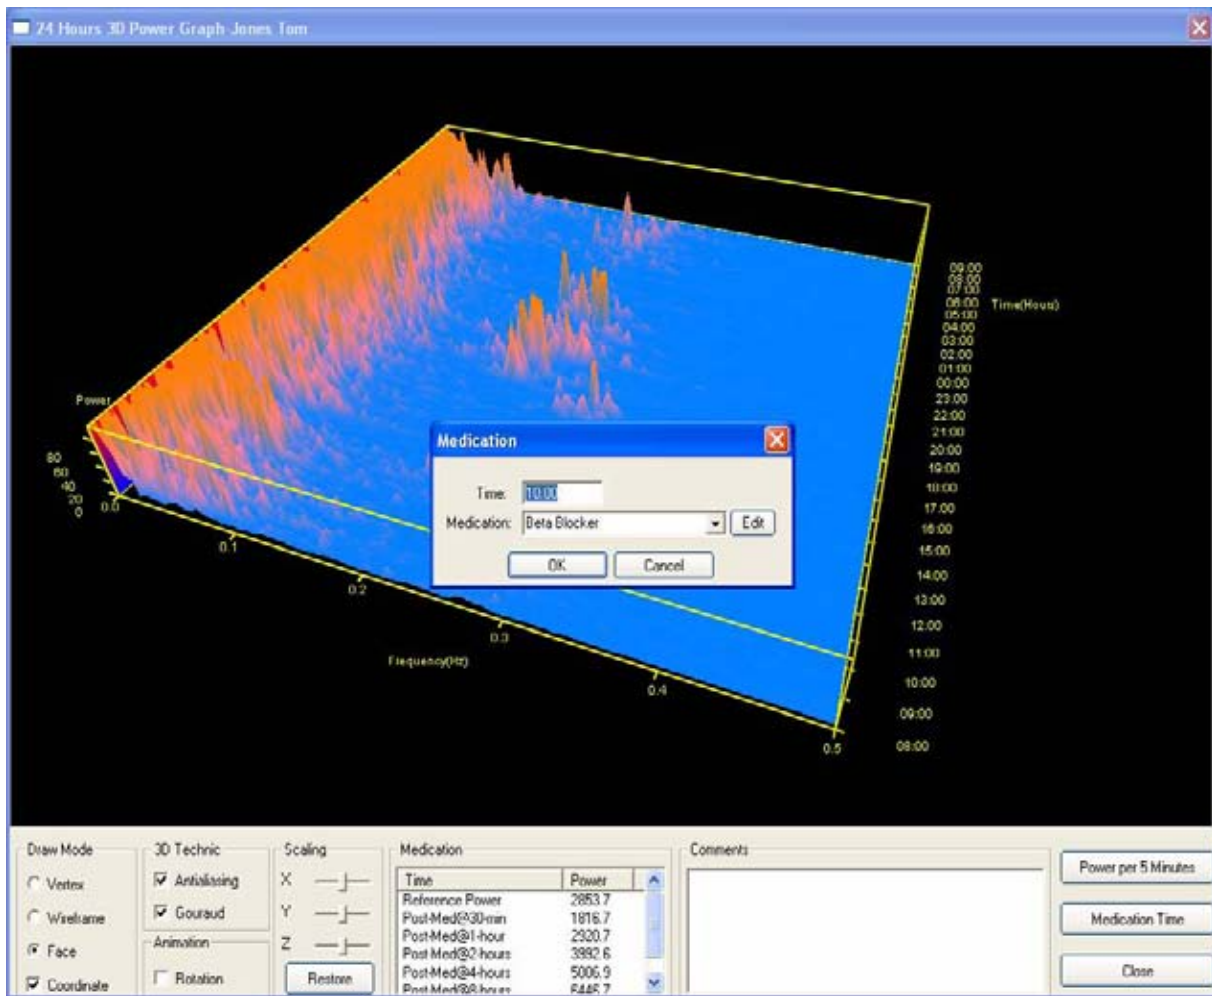 24 Hours 3D Power Graph-Jones Tom
Power
80
60
40
20
0
0.0
0.1
0.2
0.3
0.4
0.5
Frequency(Hz)
09:00
08:00
07:00
06:00
05:00
04:00
03:00
02:00
01:00
00:00
23:00
22:00
21:00
20:00
19:00
18:00
17:00
16:00
15:00
14:00
13:00
12:00
11:00
10:00
09:00
08:00
Time(Hours)
Medication
Time: 10:00
Medication: Beta Blocker Edit
OK Cancel
Draw Mode
Vertex
Wireframe
Face
Coordinate
3D Technic
Antialiasing
Gouraud
Animation
Rotation
Scaling
X
Y
Z
Restore
Medication
Time Power
Reference Power 2853.7
Post-Med@30-min 1816.7
Post-Med@1-hour 2920.7
Post-Med@2-hours 3992.6
Post-Med@4-hours 5006.9
Post-Med@8-hours 6446.7
Comments
Power per 5 Minutes
Medication Time
Close